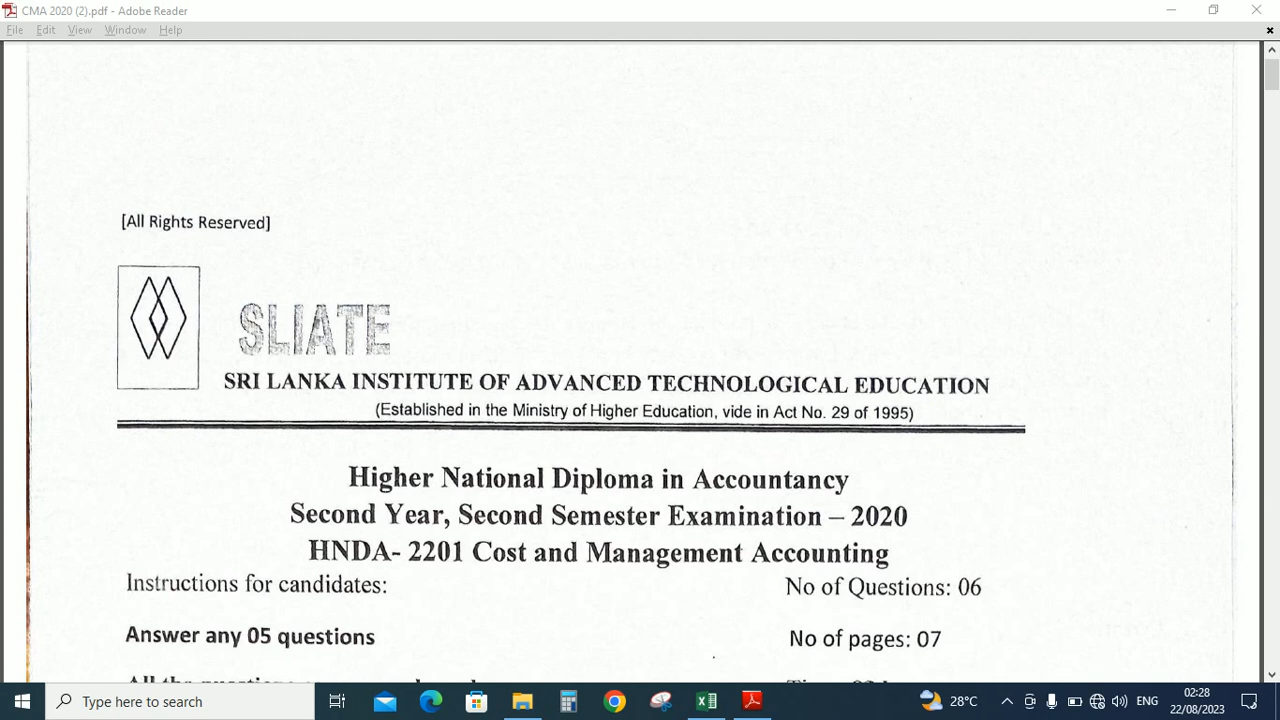 CMA 2020 (2).pdf - Adobe Reader
File Edit View Window Help
[All Rights Reserved]
SLIATE
SRI LANKA INSTITUTE OF ADVANCED TECHNOLOGICAL EDUCATION
(Established in the Ministry of Higher Education, vide in Act No. 29 of 1995)
Higher National Diploma in Accountancy
Second Year, Second Semester Examination – 2020
HNDA- 2201 Cost and Management Accounting
Instructions for candidates:
No of Questions: 06
Answer any 05 questions
No of pages: 07
Type here to search
28°C
ENG
02:28
22/08/2023